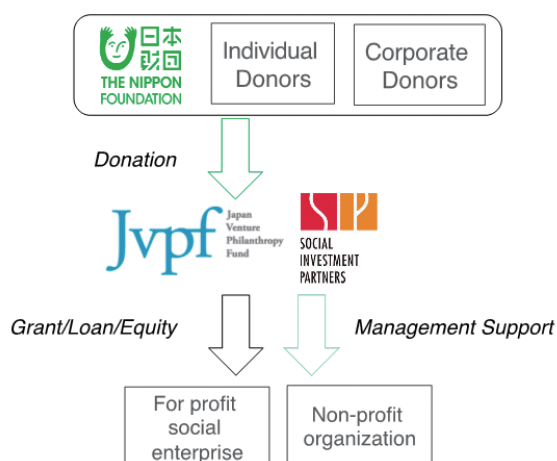 日本
財団
THE NIPPON
FOUNDATION
Individual
Donors
Corporate
Donors
Donation
Jvpf
Japan
Venture
Philanthropy
Fund
SIP
SOCIAL
INVESTMENT
PARTNERS
Grant/Loan/Equity
Management Support
For profit
social
enterprise
Non-profit
organization